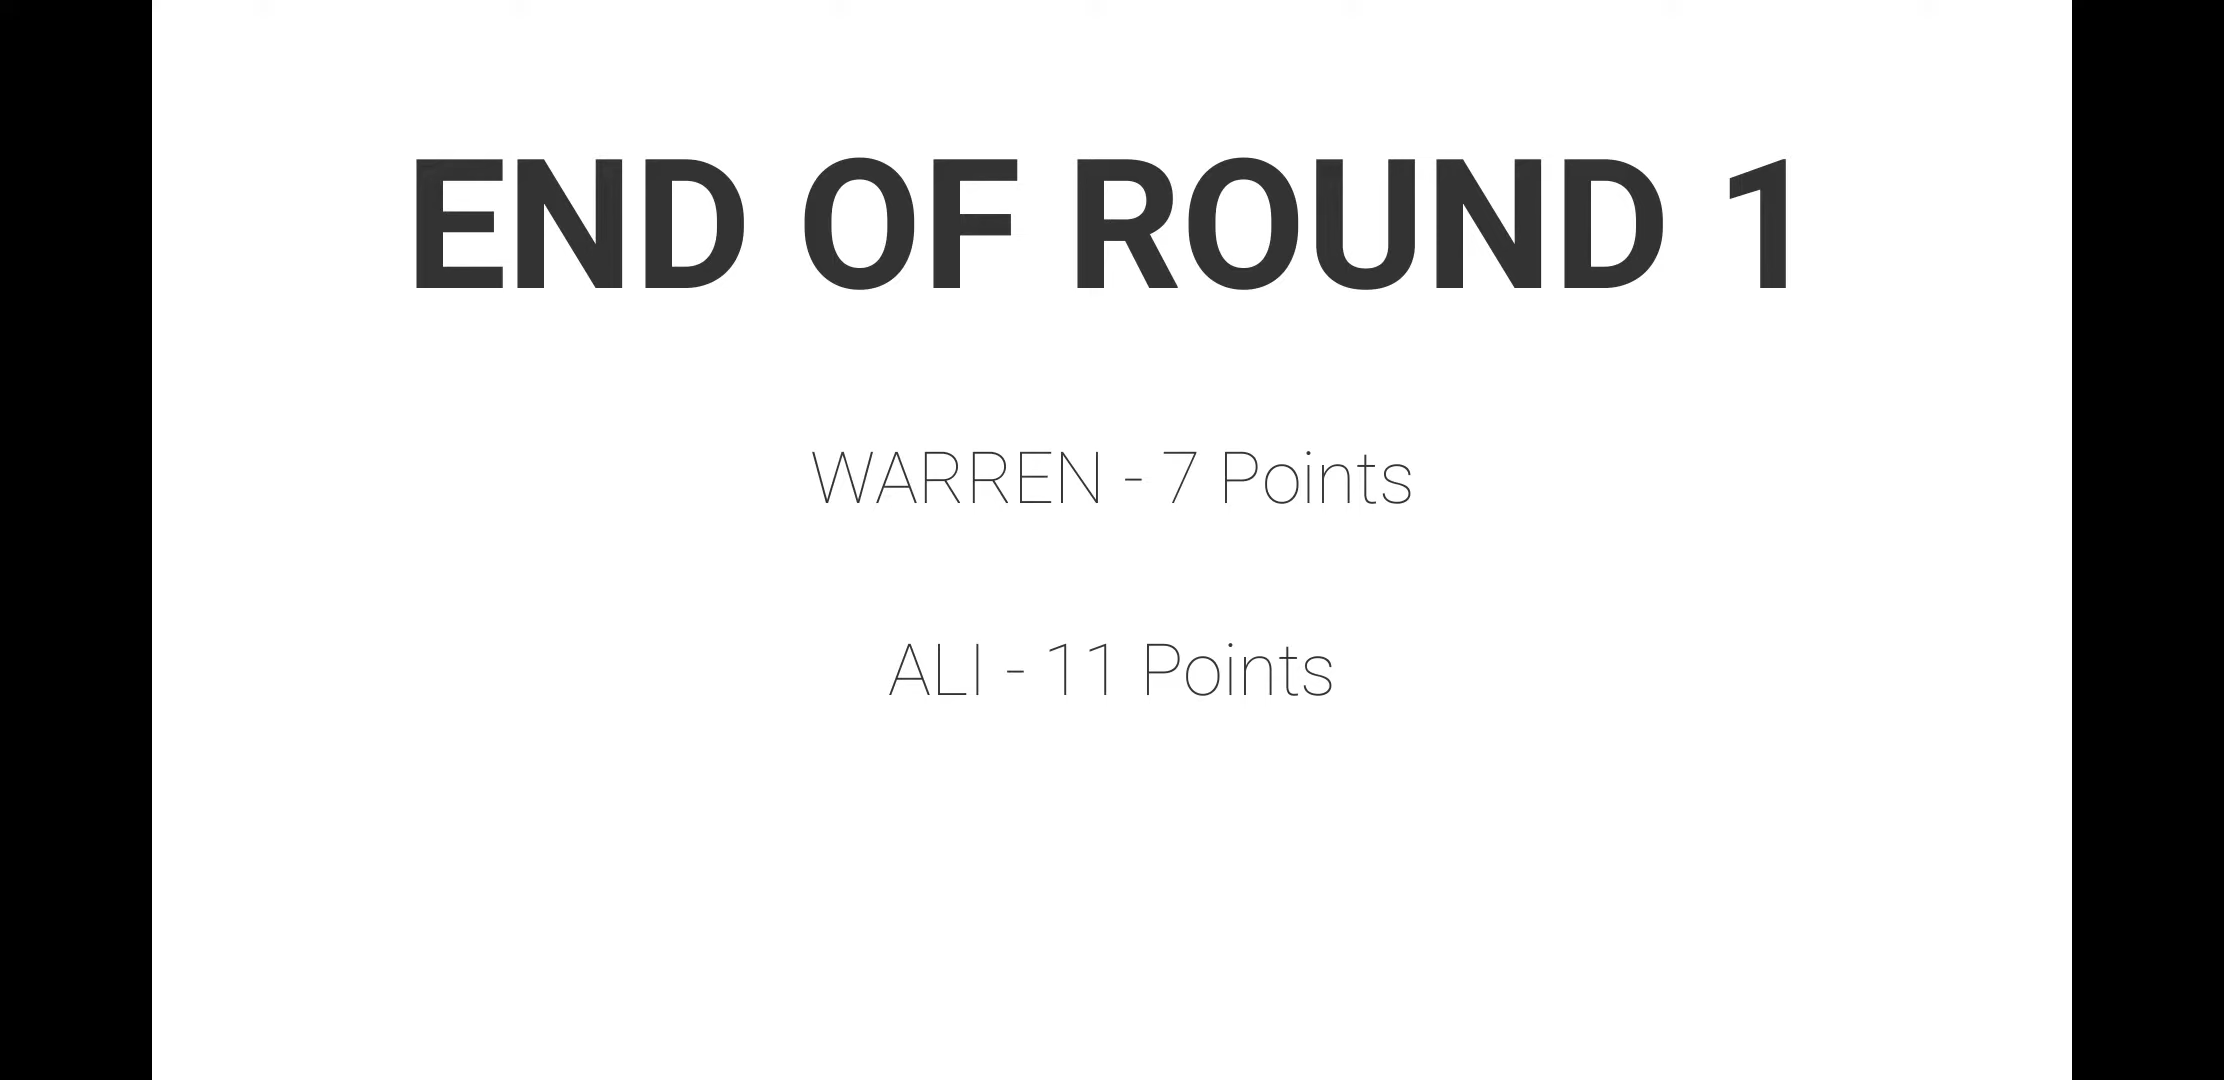 END OF ROUND 1
WARREN - 7 Points
ALI - 11 Points